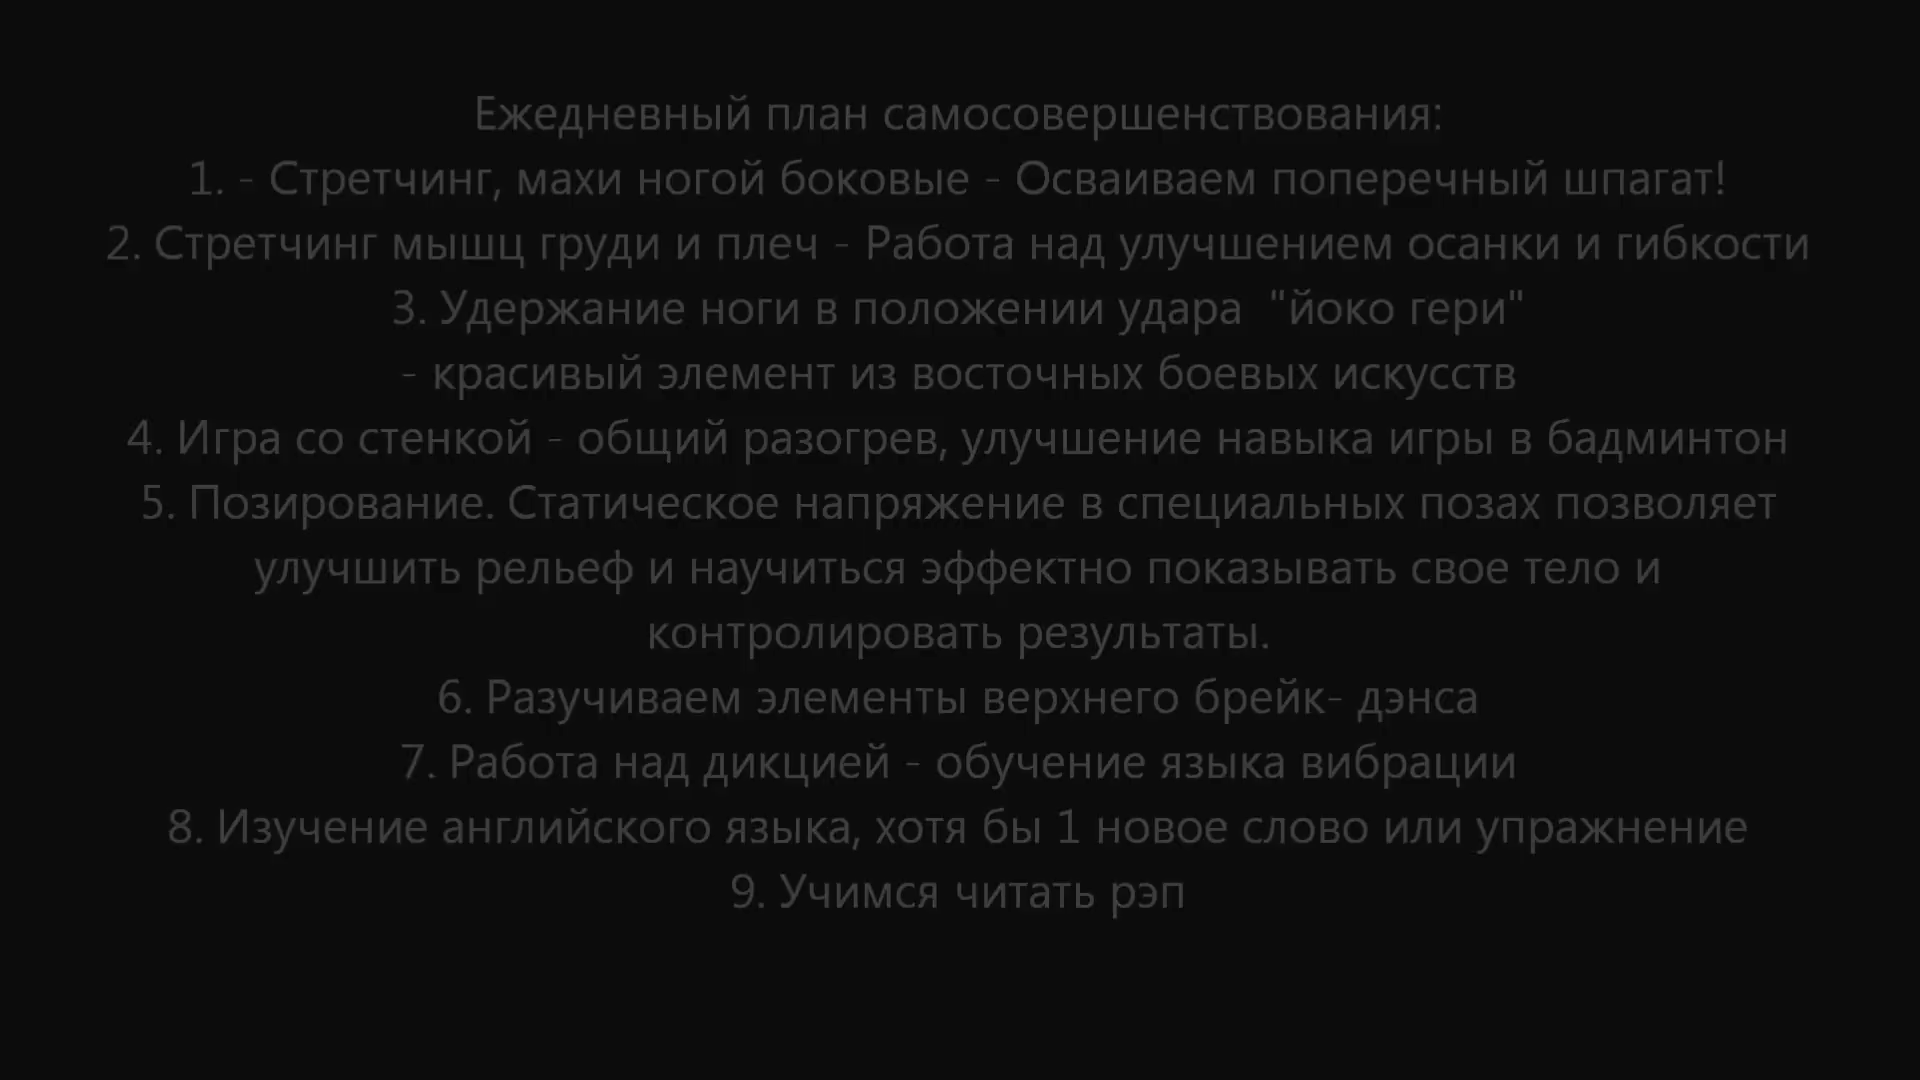 Ежедневный план самосовершенствования:
1. - Стретчинг, махи ногой боковые - Осваиваем поперечный шпагат!
2. Стретчинг мышц груди и плеч - Работа над улучшением осанки и гибкости
3. Удержание ноги в положении удара  "йоко гери"
- красивый элемент из восточных боевых искусств
4. Игра со стенкой - общий разогрев, улучшение навыка игры в бадминтон
5. Позирование. Статическое напряжение в специальных позах позволяет
улучшить рельеф и научиться эффектно показывать свое тело и
контролировать результаты.
6. Разучиваем элементы верхнего брейк- дэнса
7. Работа над дикцией - обучение языка вибрации
8. Изучение английского языка, хотя бы 1 новое слово или упражнение
9. Учимся читать рэп